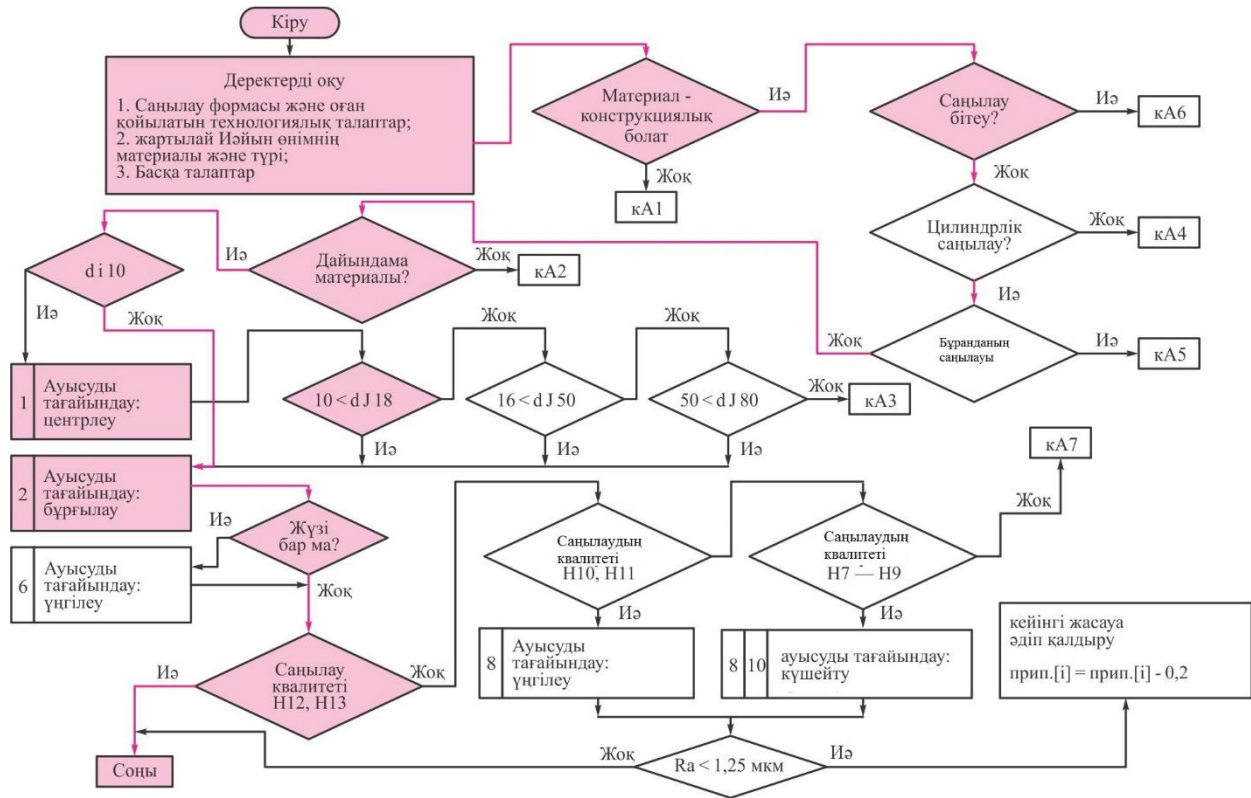 Кіру
Деректерді оқу
1. Саңылау формасы және оған
қойылатын технологиялық талаптар;
2. жартылай Иәйын өнімнің
материалы және түрі;
3. Басқа талаптар
Материал -
конструкциялық
болат
Иә
Жоқ
кА1
Саңылау
бітеу?
Иә
кА6
Жоқ
Цилиндрлік
саңылау?
Жоқ
кА4
Иә
Бұранданың
саңылауы
Иә
кА5
Жоқ
Дайындама
материалы?
Жоқ
кА2
Иә
d i 10
Иә
Жоқ
1
Ауысуды
тағайындау:
центрлеу
10 < d J 18
Жоқ
Иә
16 < d J 50
Жоқ
Иә
50 < d J 80
Жоқ
кА3
Иә
2
Ауысуды
тағайындау:
бұрғылау
Жүзі
бар ма?
Иә
Жоқ
6
Ауысуды
тағайындау:
үңгілеу
Саңылау
квалитеті
Н12, Н13
Иә
Жоқ
Соңы
Саңылаудың
квалитеті
Н10, Н11
Иә
8
Ауысуды
тағайындау:
үңгілеу
Саңылаудың
квалитеті
Н7 — Н9
Жоқ
кА7
Иә
8 10
ауысуды тағайындау:
күшейту
Ra < 1,25 мкм
Жоқ
Иә
кейінгі жасауа
әдіп қалдыру
прип.[i] = прип.[i] - 0,2